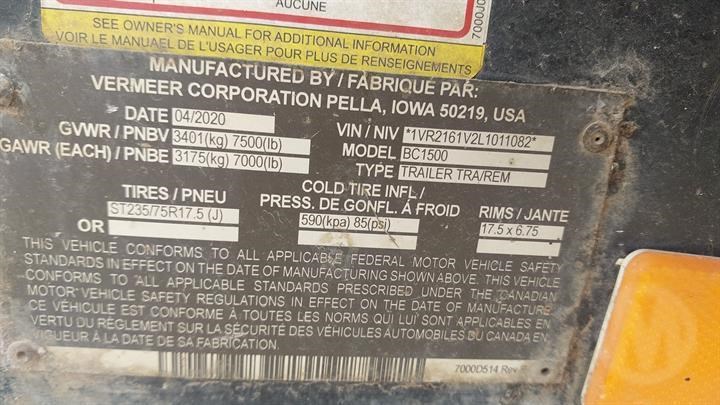 AUCUNE
SEE OWNER'S MANUAL FOR ADDITIONAL INFORMATION
VOIR LE MANUAEL DE L'USAGER POUR PLUS DE RENSEIGNEMENTS
MANUFACTURED BY / FABRIQUÉ PAR:
VERMEER CORPORATION PELLA, IOWA 50219, USA
DATE 04/2020
VIN / NIV *1VR2161V2L1011082*
GVWR / PNBV 3401(kg) 7500(lb)
MODEL BC1500
GAWR (EACH) / PNBE 3175(kg) 7000(lb)
TYPE TRAILER TRA/REM
TIRES / PNEU
COLD TIRE INFL /
PRESS. DE GONFL. À FROID
RIMS / JANTE
ST235/75R17.5 (J)
590(kpa) 85(psi)
17.5 x 6.75
OR
THIS VEHICLE CONFORMS TO ALL APPLICABLE FEDERAL MOTOR VEHICLE SAFETY
STANDARDS IN EFFECT ON THE DATE OF MANUFACTURING SHOWN ABOVE. THIS VEHICLE
CONFORMS TO ALL APPLICABLE STANDARDS PRESCRIBED UNDER THE CANADIAN
MOTOR VEHICLE SAFETY REGULATIONS IN EFFECT ON THE DATE OF MANUFACTURE
CE VÉHICULE EST CONFORME À TOUTES LES NORMS QUI LUI SONT APPLICABLES EN
VERTU DU RÈGLEMENT SUR LA SÉCURITÉ DES VÉHICULES AUTOMOBILES DU CANADA EN
VIGUEUR À LA DATE DE SA FABRICATION.
7000D514 Rev